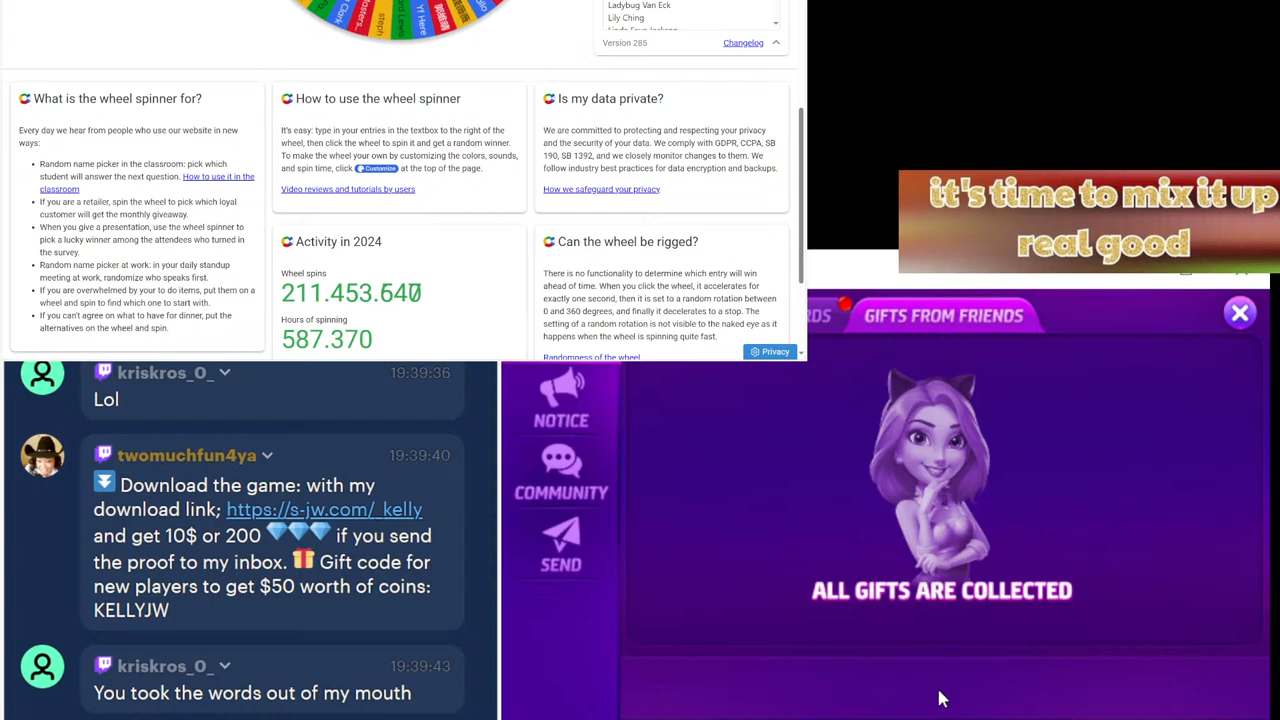 Clark
Master's
steph
ord Lewis
Yf Here
Ladybug Van Eck
Lily Ching
Version 285
Changelog
What is the wheel spinner for?
Every day we hear from people who use our website in new
ways:
Random name picker in the classroom: pick which
student will answer the next question. How to use it in the
classroom
If you are a retailer, spin the wheel to pick which loyal
customer will get the monthly giveaway.
When you give a presentation, use the wheel spinner to
pick a lucky winner among the attendees who turned in
the survey.
Random name picker at work: in your daily standup
meeting at work, randomize who speaks first.
If you are overwhelmed by your to do items, put them on a
wheel and spin to find which one to start with.
If you can't agree on what to have for dinner, put the
alternatives on the wheel and spin.
How to use the wheel spinner
It's easy: type in your entries in the textbox to the right of the
wheel, then click the wheel to spin it and get a random winner.
To make the wheel your own by customizing the colors, sounds,
and spin time, click Customize at the top of the page.
Video reviews and tutorials by users
Is my data private?
We are committed to protecting and respecting your privacy
and the security of your data. We comply with GDPR, CCPA, SB
190, SB 1392, and we closely monitor changes to them. We
follow industry best practices for data encryption and backups.
How we safeguard your privacy
Activity in 2024
Wheel spins
Hours of spinning
587.370
Can the wheel be rigged?
There is no functionality to determine which entry will win
ahead of time. When you click the wheel, it accelerates for
exactly one second, then it is set to a random rotation between
0 and 360 degrees, and finally it decelerates to a stop. The
setting of a random rotation is not visible to the naked eye as it
happens when the wheel is spinning quite fast.
Randomness of the wheel
Privacy
it's time to mix it up
real good
RDS
GIFTS FROM FRIENDS
NOTICE
COMMUNITY
SEND
ALL GIFTS ARE COLLECTED
kriskros_0_ 19:39:36
Lol
twomuchfun4ya 19:39:40
Download the game: with my
download link; https://s-jw.com/_kelly
and get 10$ or 200 💎💎💎 if you send
the proof to my inbox. 🎁 Gift code for
new players to get $50 worth of coins:
KELLYJW
kriskros_0_ 19:39:43
You took the words out of my mouth